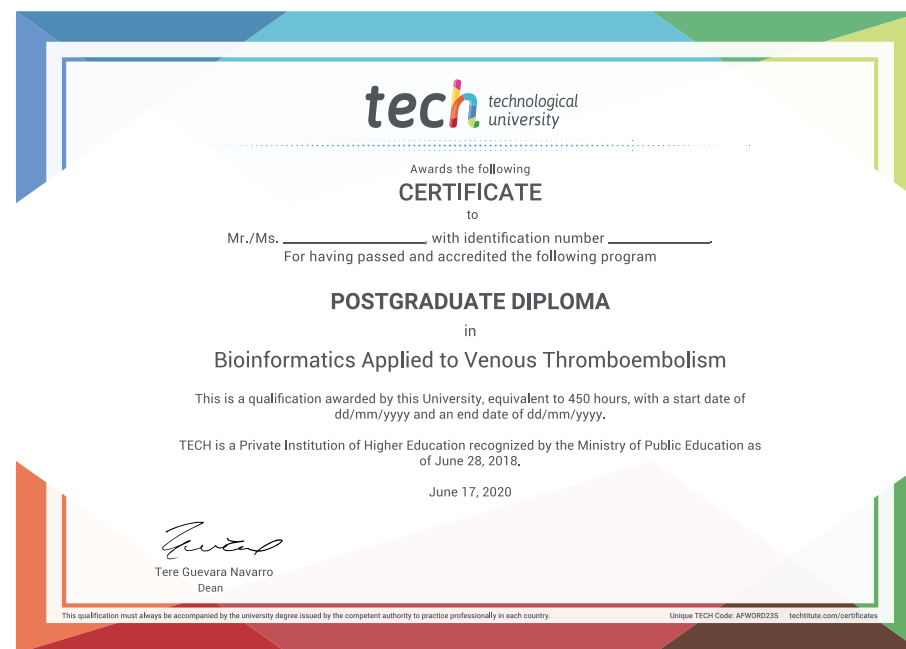 tech technological
university
Awards the following
CERTIFICATE
to
Mr./Ms. ____________, with identification number ____________.
For having passed and accredited the following program
POSTGRADUATE DIPLOMA
in
Bioinformatics Applied to Venous Thromboembolism
This is a qualification awarded by this University, equivalent to 450 hours, with a start date of
dd/mm/yyyy and an end date of dd/mm/yyyy.
TECH is a Private Institution of Higher Education recognized by the Ministry of Public Education as
of June 28, 2018.
June 17, 2020
Tere Guevara Navarro
Dean
This qualification must always be accompanied by the university degree issued by the competent authority to practice professionally in each country. Unique TECH Code: AFWORD23S techtitute.com/certificates